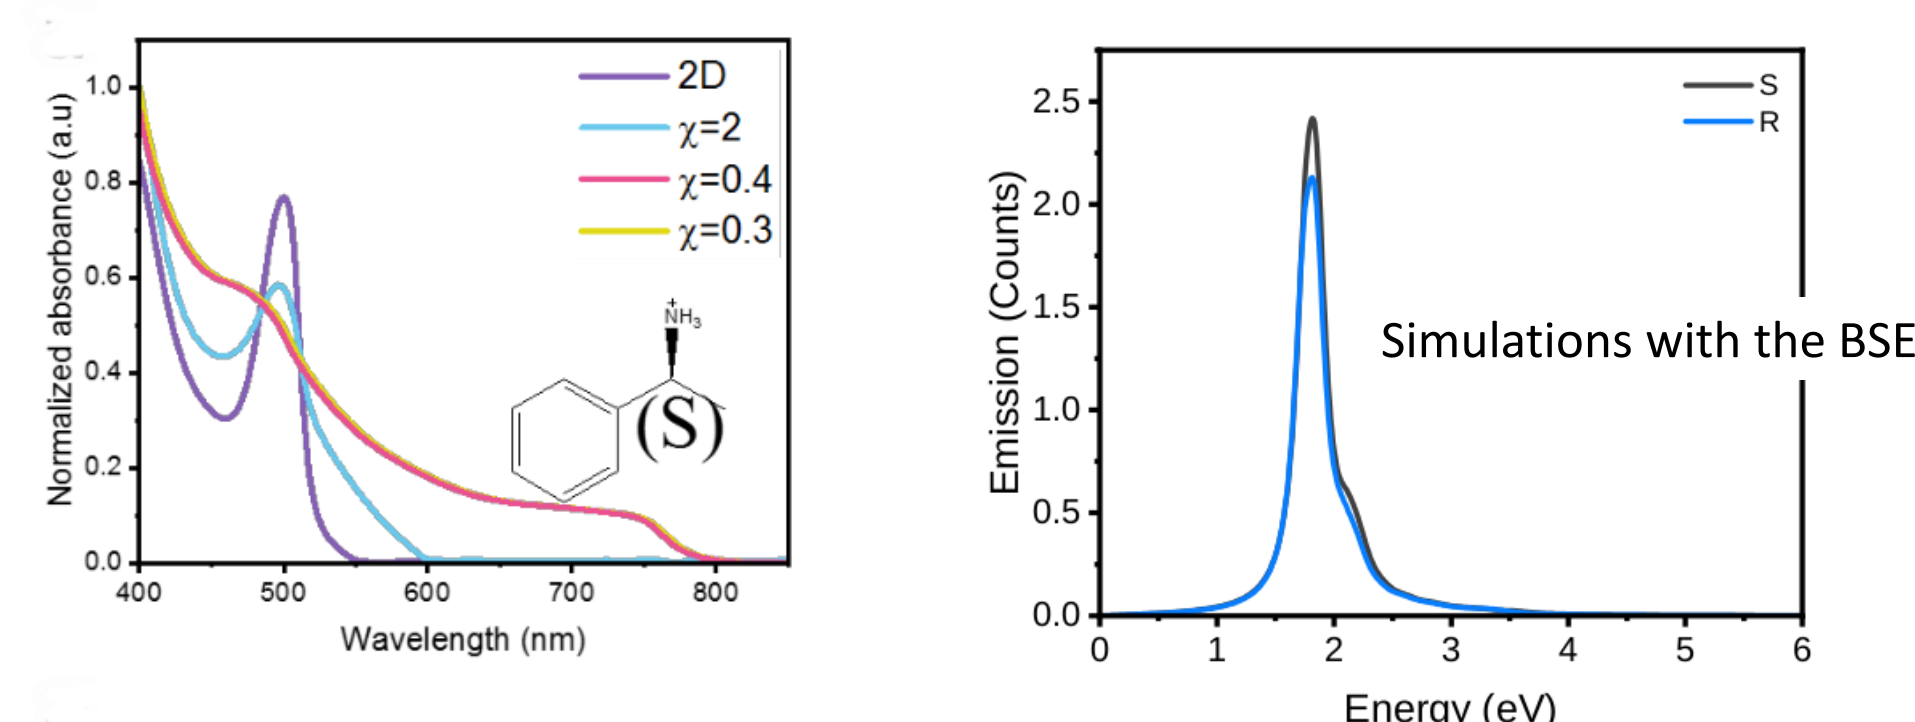 Normalized absorbance (a.u)
1.0
0.8
0.6
0.4
0.2
0.0
400 500 600 700 800
Wavelength (nm)
2D
χ=2
χ=0.4
χ=0.3
+
NH3
(S)
Emission (Counts)
2.5
2.0
1.5
1.0
0.5
0.0
0 1 2 3 4 5 6
Energy (eV)
S
R
Simulations with the BSE